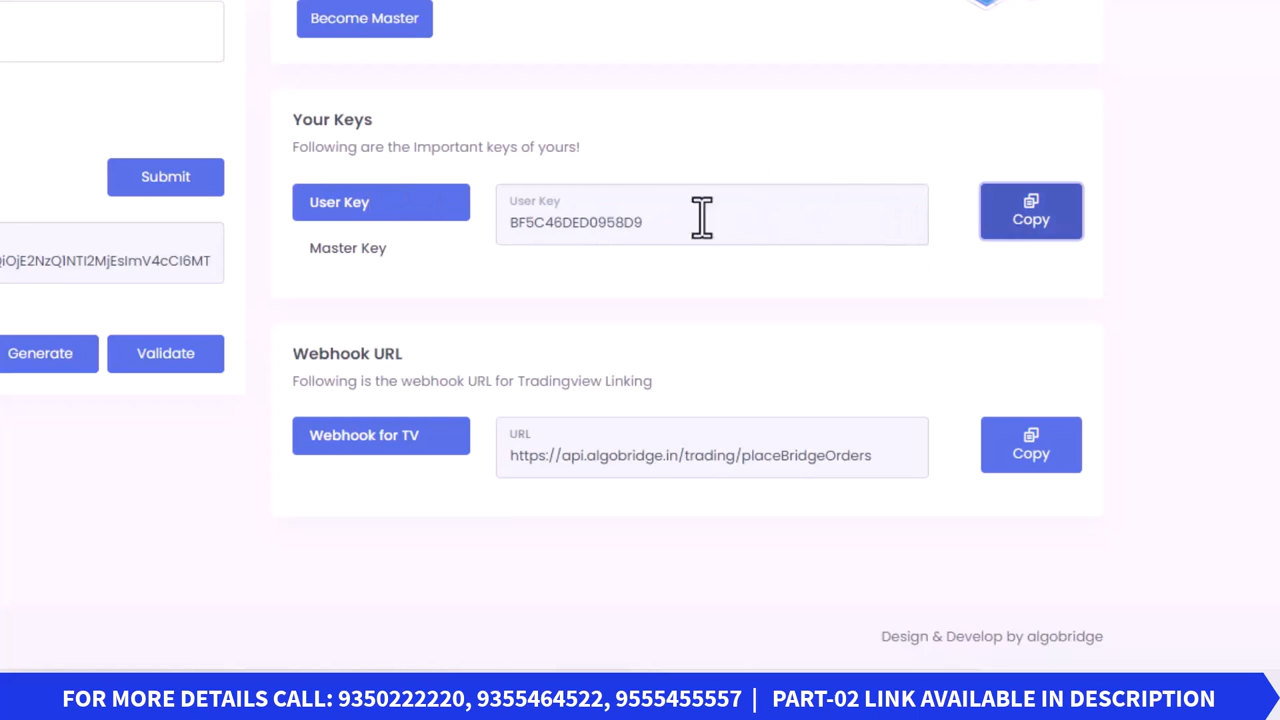 Become Master
Your Keys
Following are the Important keys of yours!
Submit
User Key
User Key
BF5C46DED0958D9
Copy
Master Key
iOjE2NzQ1NTI2MjEsImV4cCI6MT
Generate
Validate
Webhook URL
Following is the webhook URL for Tradingview Linking
Webhook for TV
URL
https://api.algobridge.in/trading/placeBridgeOrders
Copy
Design & Develop by algobridge
FOR MORE DETAILS CALL: 9350222220, 9355464522, 9555455557 | PART-02 LINK AVAILABLE IN DESCRIPTION